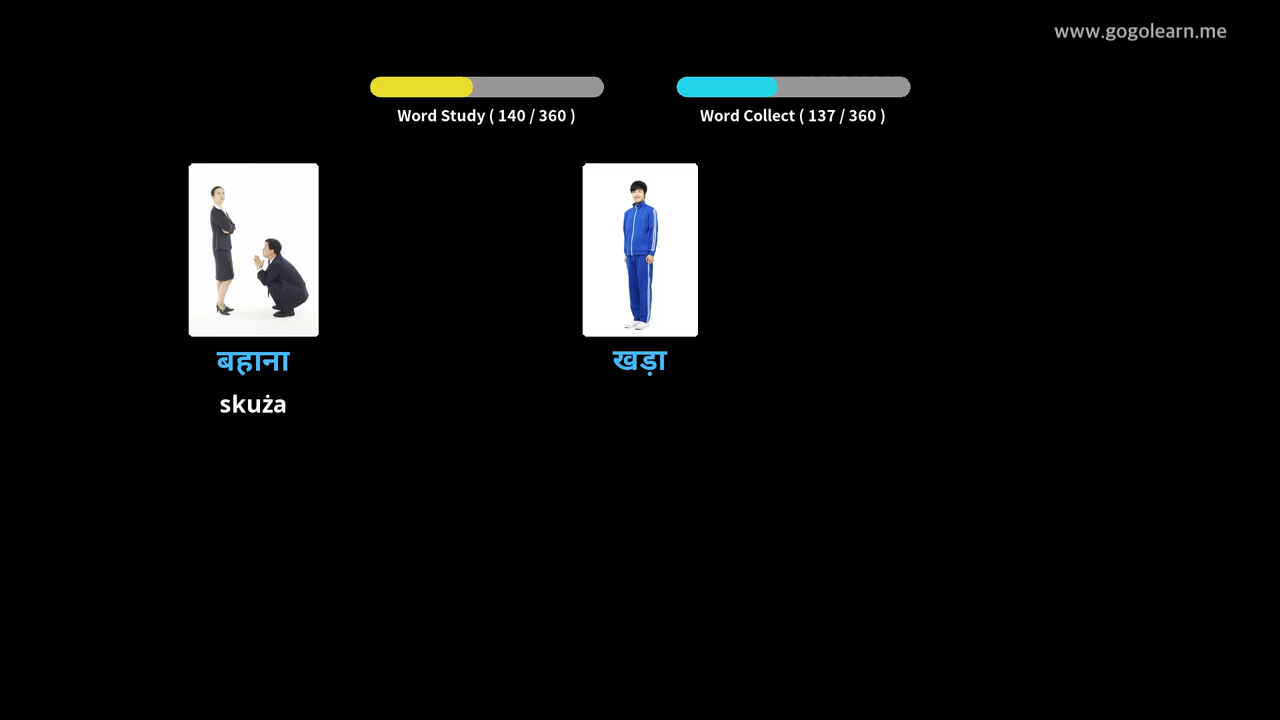 www.gogolearn.me
Word Study ( 140 / 360 )
Word Collect ( 137 / 360 )
बहाना
skuża
खड़ा